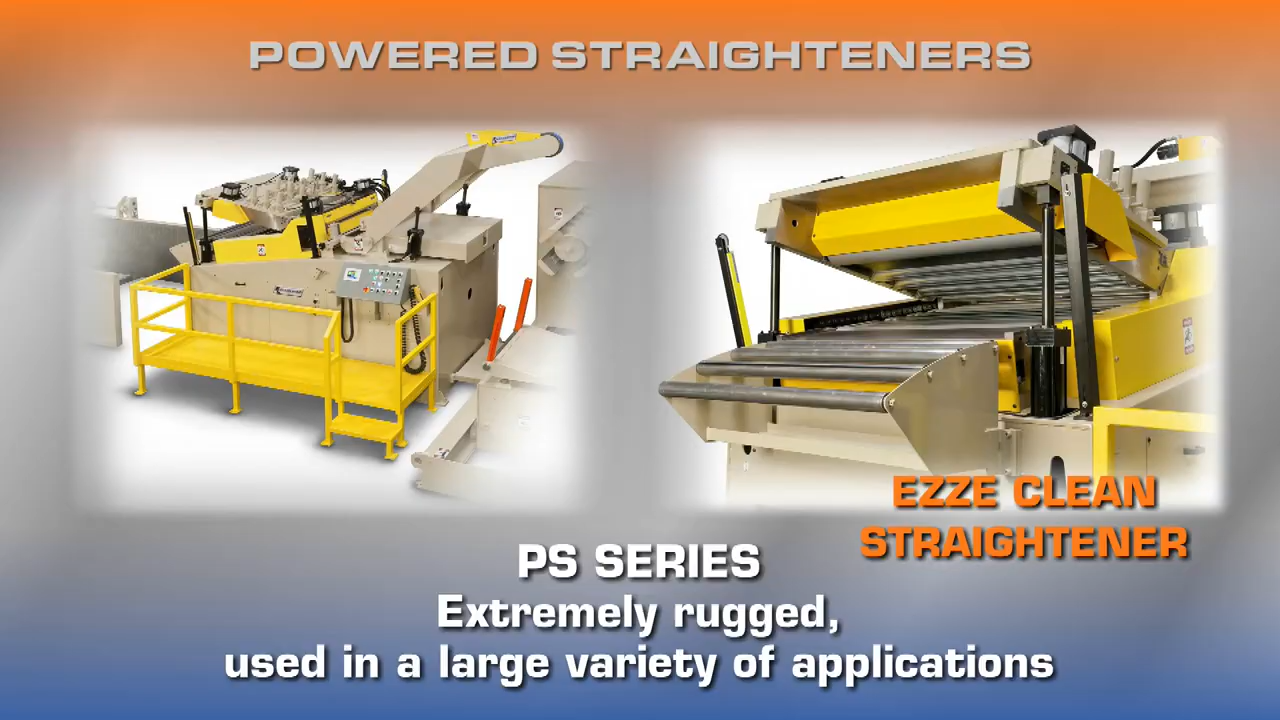 POWERED STRAIGHTENERS
EZZE CLEAN
STRAIGHTENER
PS SERIES
Extremely rugged,
used in a large variety of applications